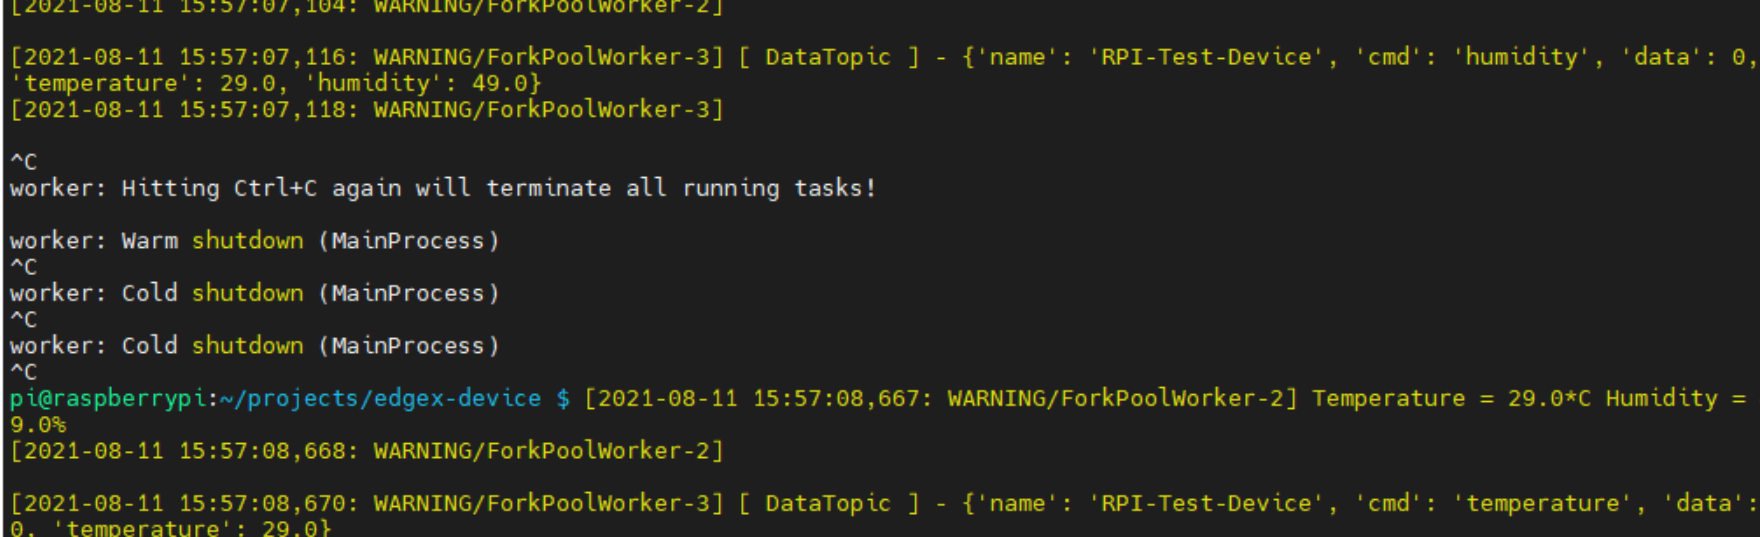 [2021-08-11 15:57:07,104: WARNING/ForkPoolWorker-2]
[2021-08-11 15:57:07,116: WARNING/ForkPoolWorker-3] [ DataTopic ] - {'name': 'RPI-Test-Device', 'cmd': 'humidity', 'data': 0,
'temperature': 29.0, 'humidity': 49.0}
[2021-08-11 15:57:07,118: WARNING/ForkPoolWorker-3]
^C
worker: Hitting Ctrl+C again will terminate all running tasks!
worker: Warm shutdown (MainProcess)
^C
worker: Cold shutdown (MainProcess)
^C
worker: Cold shutdown (MainProcess)
^C
pi@raspberrypi:~/projects/edgex-device $ [2021-08-11 15:57:08,667: WARNING/ForkPoolWorker-2] Temperature = 29.0*C Humidity =
9.0%
[2021-08-11 15:57:08,668: WARNING/ForkPoolWorker-2]
[2021-08-11 15:57:08,670: WARNING/ForkPoolWorker-3] [ DataTopic ] - {'name': 'RPI-Test-Device', 'cmd': 'temperature', 'data':
0, 'temperature': 29.0}